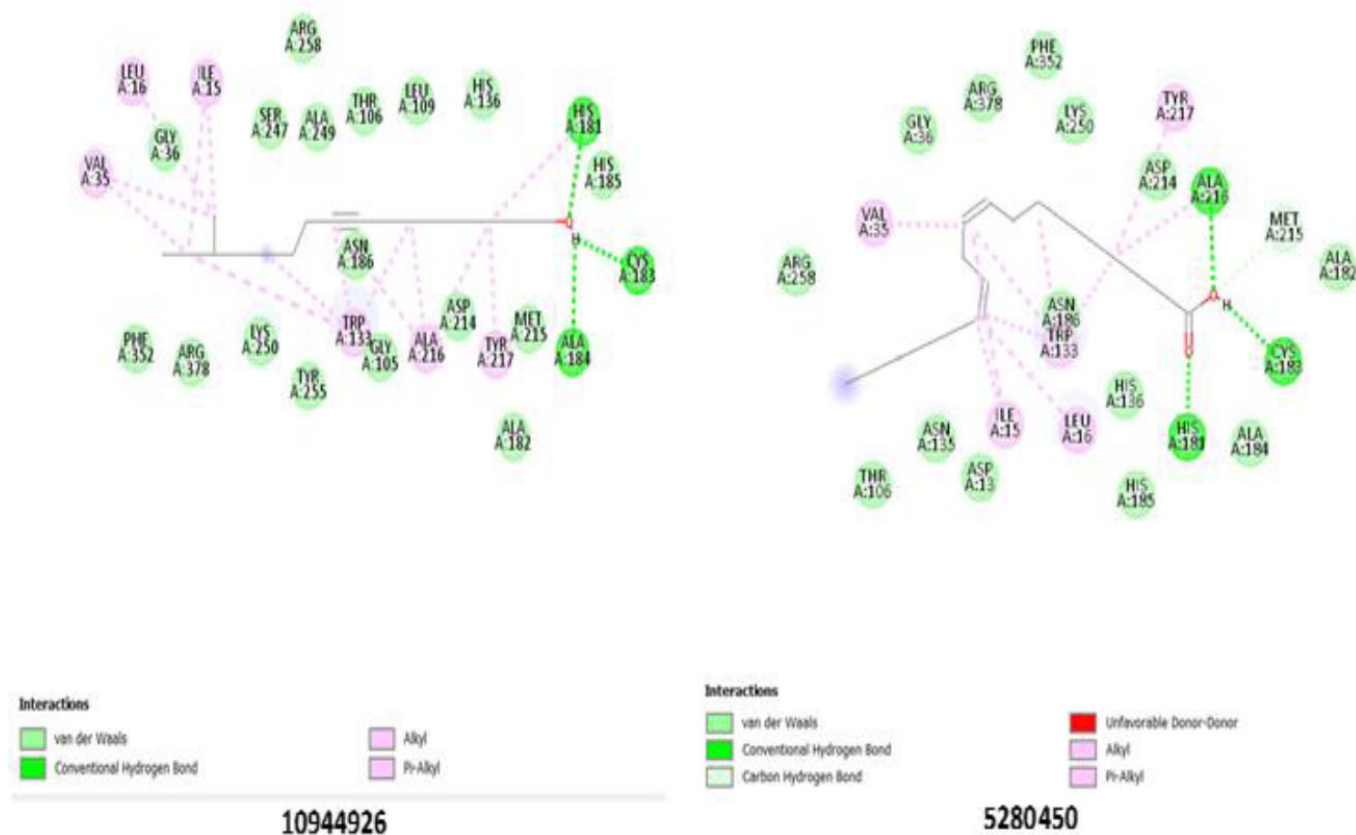 ARG
A:258
LEU
A:16
ILE
A:15
SER
A:247
ALA
A:249
THR
A:106
LEU
A:109
HIS
A:136
HIS
A:181
GLY
A:36
VAL
A:35
HIS
A:185
O
H
ASN
A:186
CYS
A:183
PHE
A:352
ARG
A:378
LYS
A:250
TYR
A:255
TRP
A:133
GLY
A:105
ALA
A:216
ASP
A:214
TYR
A:217
MET
A:215
ALA
A:184
ALA
A:182
Interactions
van der Waals
Conventional Hydrogen Bond
Alkyl
Pi-Alkyl
10944926
PHE
A:352
ARG
A:378
GLY
A:36
LYS
A:250
TYR
A:217
ASP
A:214
ALA
A:216
VAL
A:35
MET
A:215
ARG
A:258
ALA
A:182
O
H
ASN
A:186
TRP
A:133
O
CYS
A:183
HIS
A:136
ILE
A:15
LEU
A:16
ASN
A:135
HIS
A:181
ALA
A:184
THR
A:106
ASP
A:13
HIS
A:185
Interactions
van der Waals
Conventional Hydrogen Bond
Carbon Hydrogen Bond
Unfavorable Donor-Donor
Alkyl
Pi-Alkyl
5280450